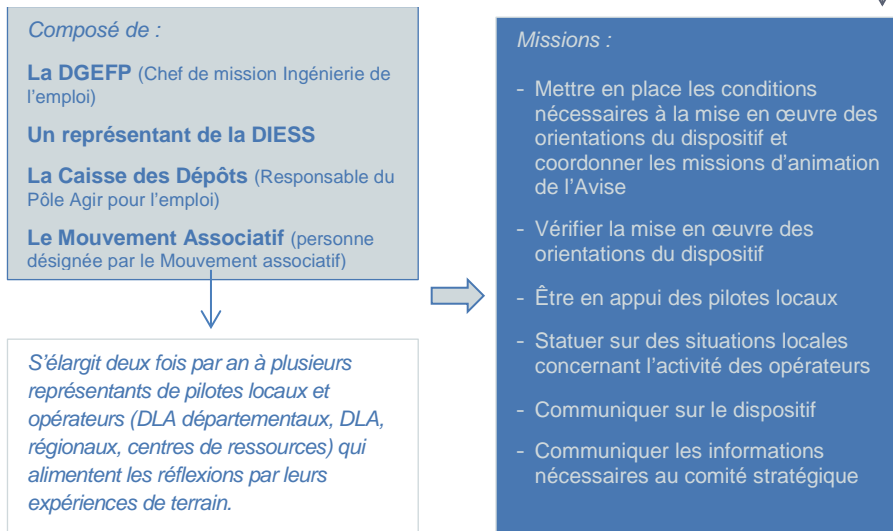 Composé de :
La DGEFP (Chef de mission Ingénierie de
l'emploi)
Un représentant de la DIESS
La Caisse des Dépôts (Responsable du
Pôle Agir pour l'emploi)
Le Mouvement Associatif (personne
désignée par le Mouvement associatif)
S'élargit deux fois par an à plusieurs
représentants de pilotes locaux et
opérateurs (DLA départementaux, DLA,
régionaux, centres de ressources) qui
alimentent les réflexions par leurs
expériences de terrain.
Missions :
- Mettre en place les conditions
nécessaires à la mise en œuvre des
orientations du dispositif et
coordonner les missions d'animation
de l'Avise
- Vérifier la mise en œuvre des
orientations du dispositif
- Être en appui des pilotes locaux
- Statuer sur des situations locales
concernant l'activité des opérateurs
- Communiquer sur le dispositif
- Communiquer les informations
nécessaires au comité stratégique